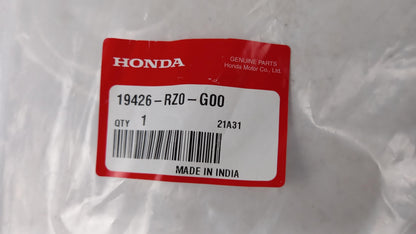 HONDA
GENUINE PARTS
Honda Motor Co., Ltd.
19426-RZ0-G00
QTY 1 21A31
MADE IN INDIA